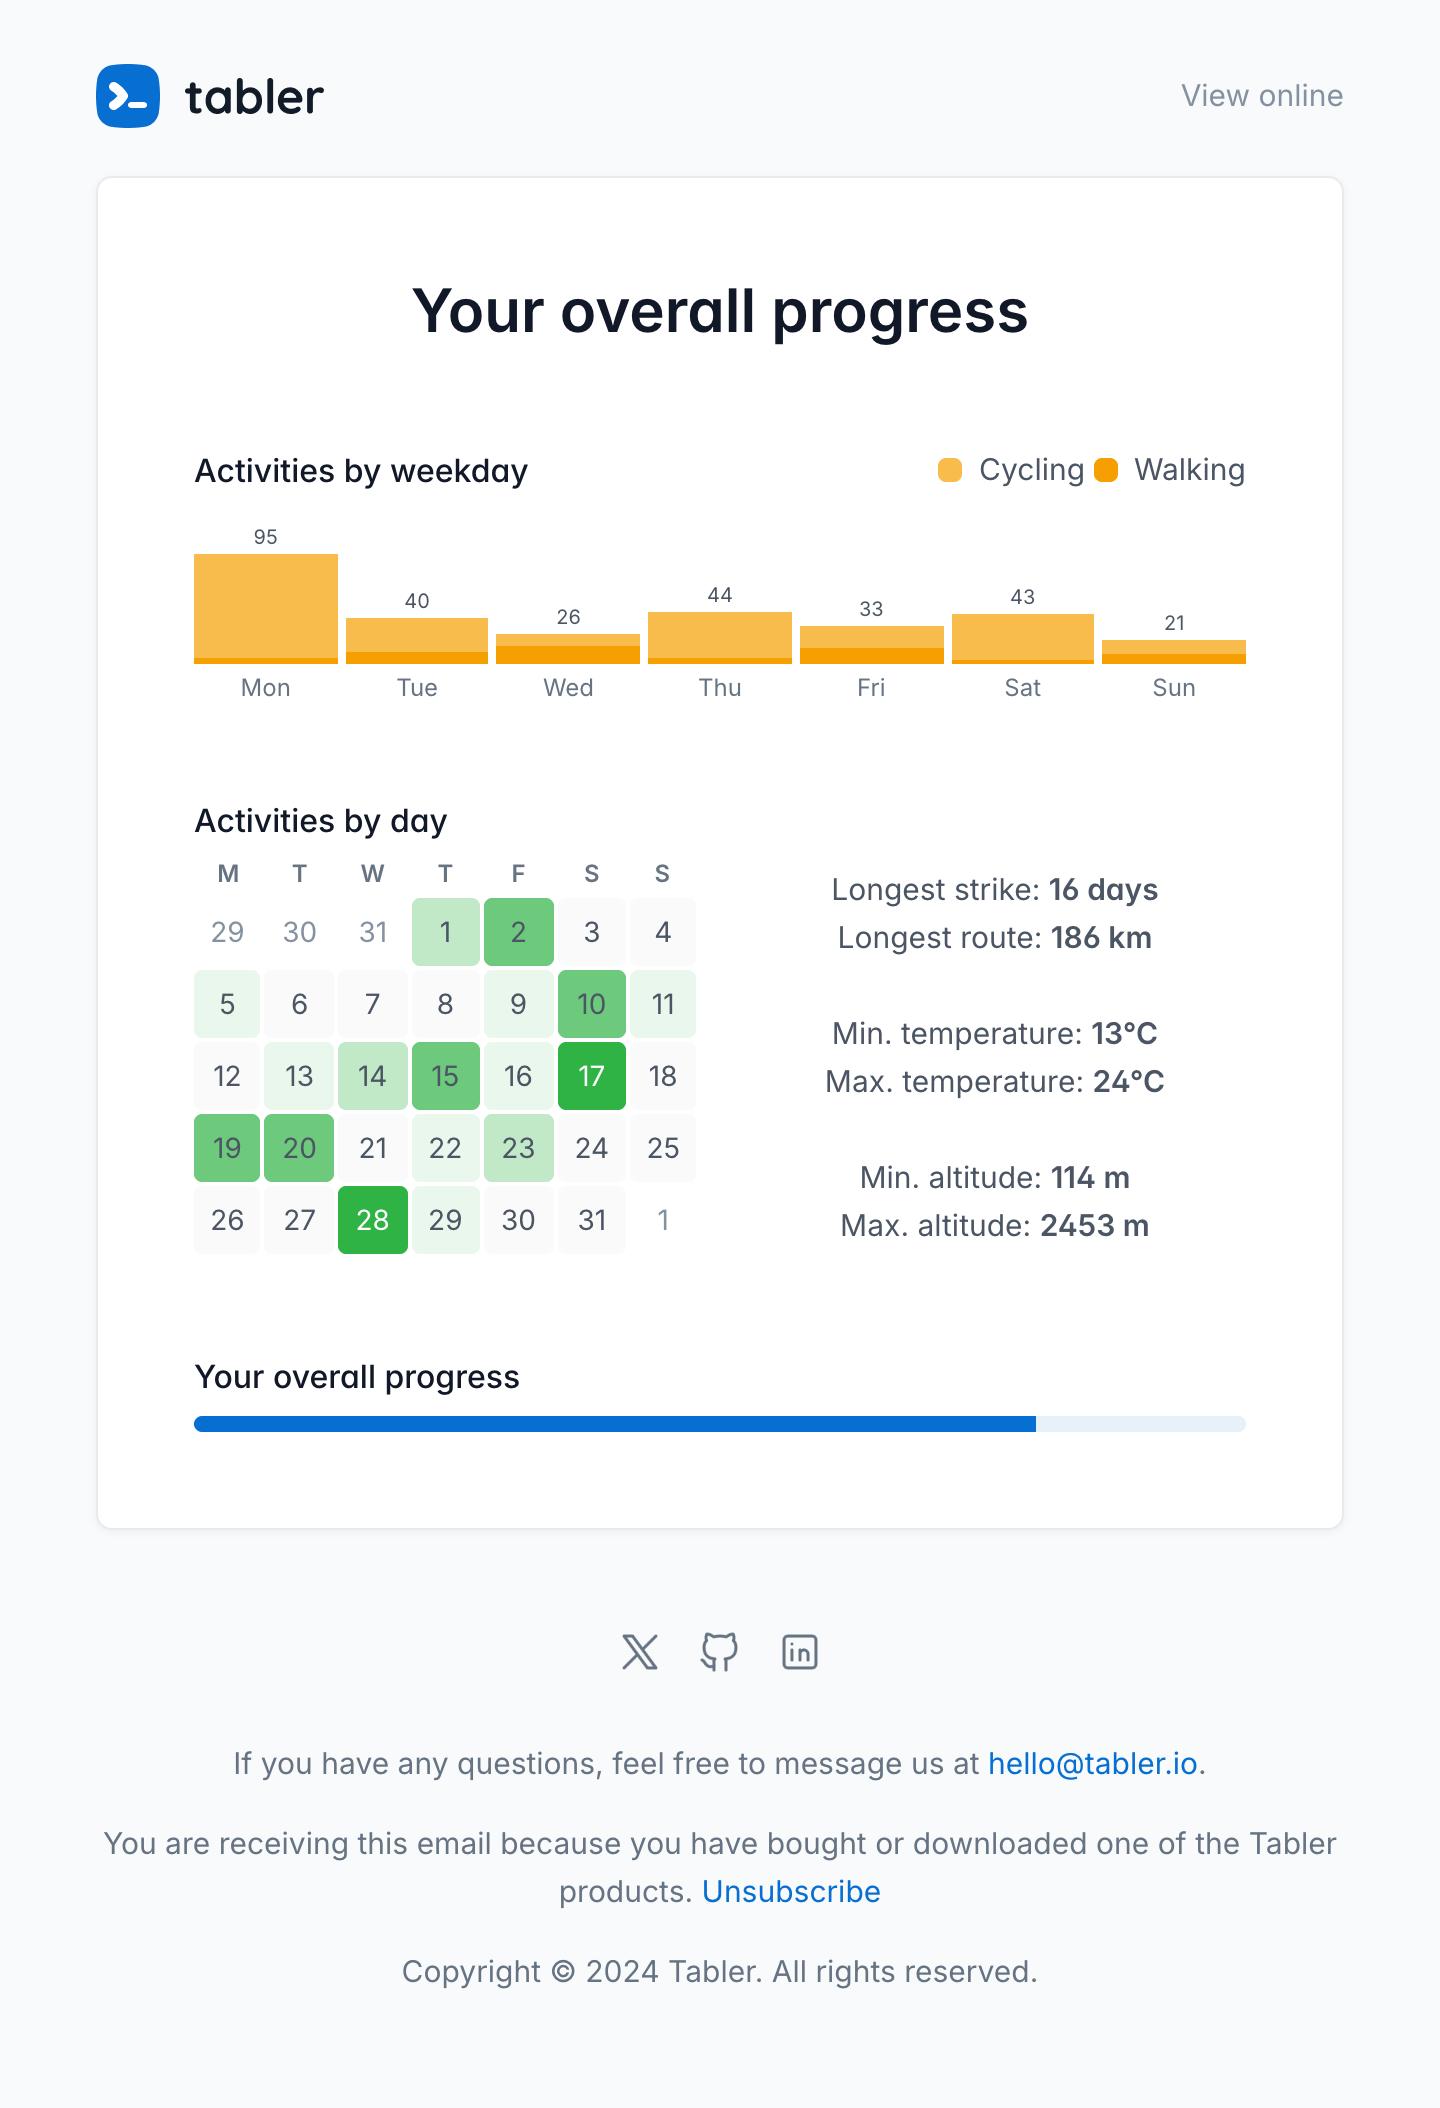 tabler
View online
Your overall progress
Activities by weekday
Cycling Walking
95 40 26 44 33 43 21
Mon Tue Wed Thu Fri Sat Sun
Activities by day
M T W T F S S
29 30 31 1 2 3 4
5 6 7 8 9 10 11
12 13 14 15 16 17 18
19 20 21 22 23 24 25
26 27 28 29 30 31 1
Longest strike: 16 days
Longest route: 186 km
Min. temperature: 13°C
Max. temperature: 24°C
Min. altitude: 114 m
Max. altitude: 2453 m
Your overall progress
in
If you have any questions, feel free to message us at hello@tabler.io.
You are receiving this email because you have bought or downloaded one of the Tabler
products. Unsubscribe
Copyright © 2024 Tabler. All rights reserved.